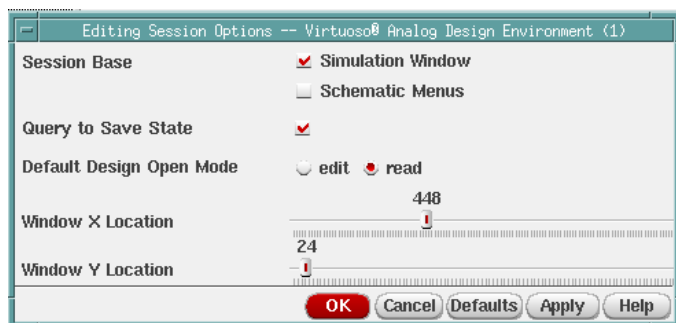 Editing Session Options -- Virtuoso® Analog Design Environment (1)
Session Base Simulation Window
Schematic Menus
Query to Save State
Default Design Open Mode edit read
448
Window X Location
24
Window Y Location
OK Cancel Defaults Apply Help